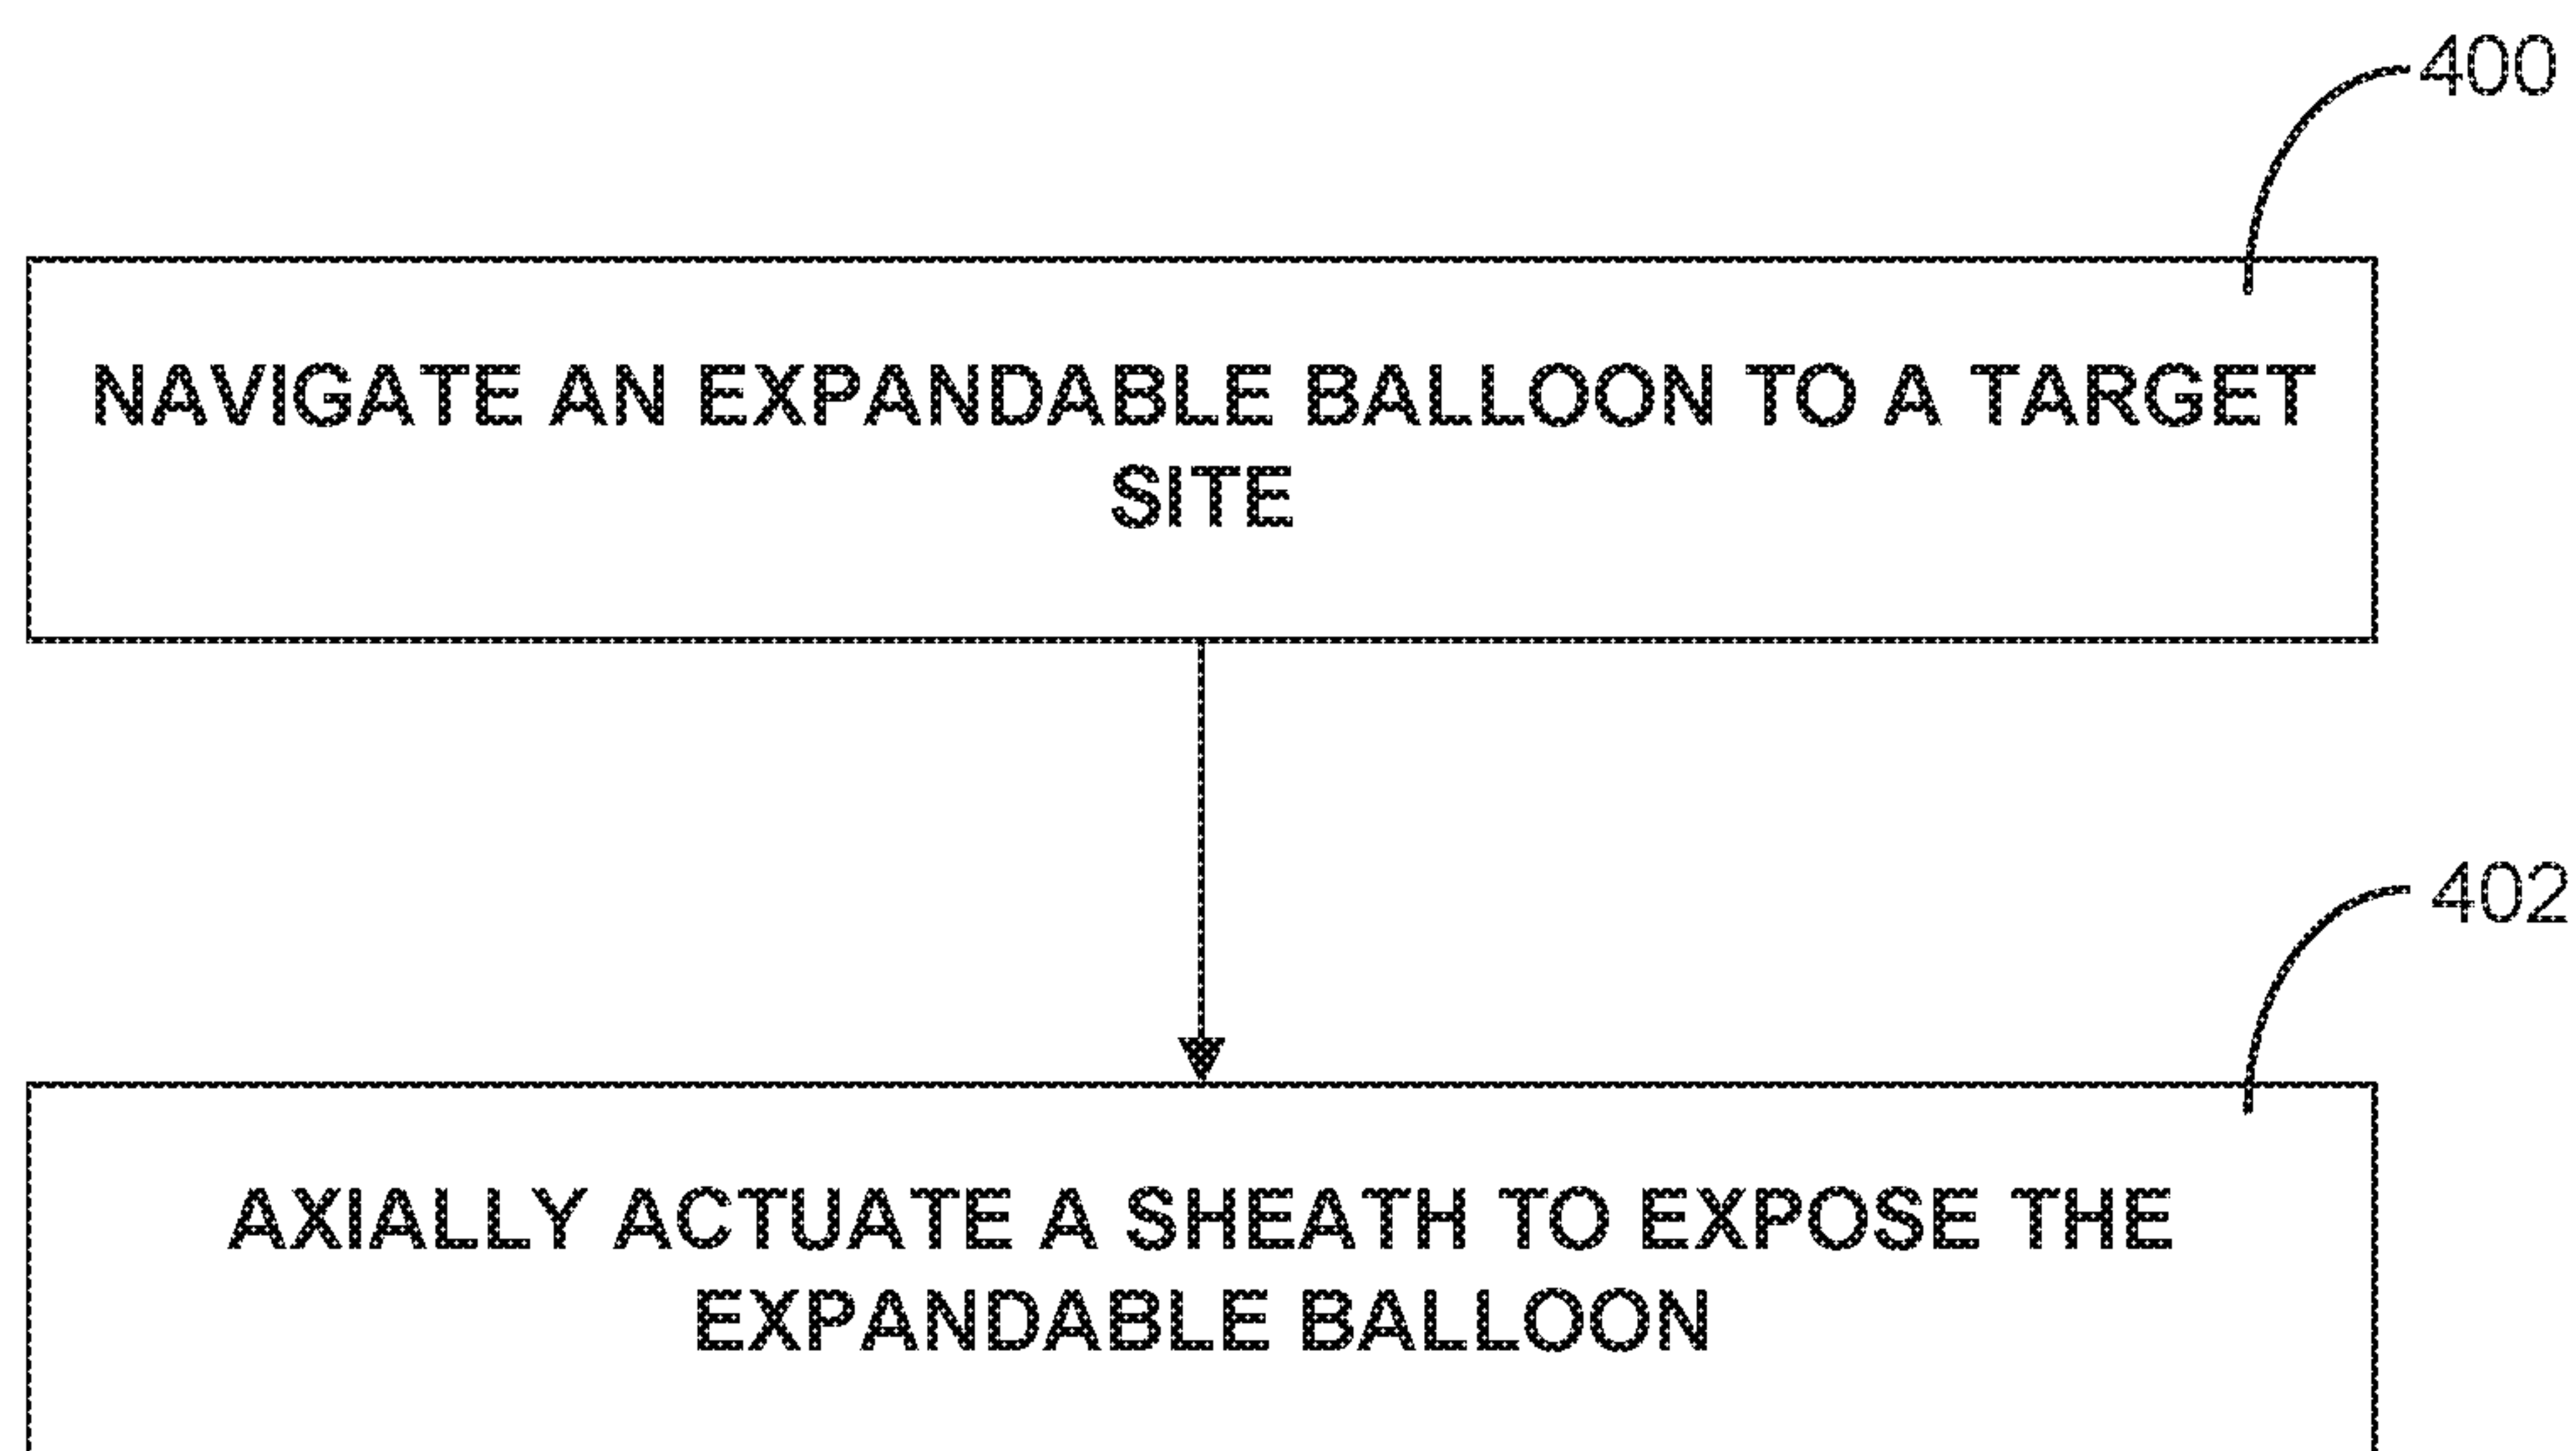 400
NAVIGATE AN EXPANDABLE BALLOON TO A TARGET
SITE
402
AXIALLY ACTUATE A SHEATH TO EXPOSE THE
EXPANDABLE BALLOON